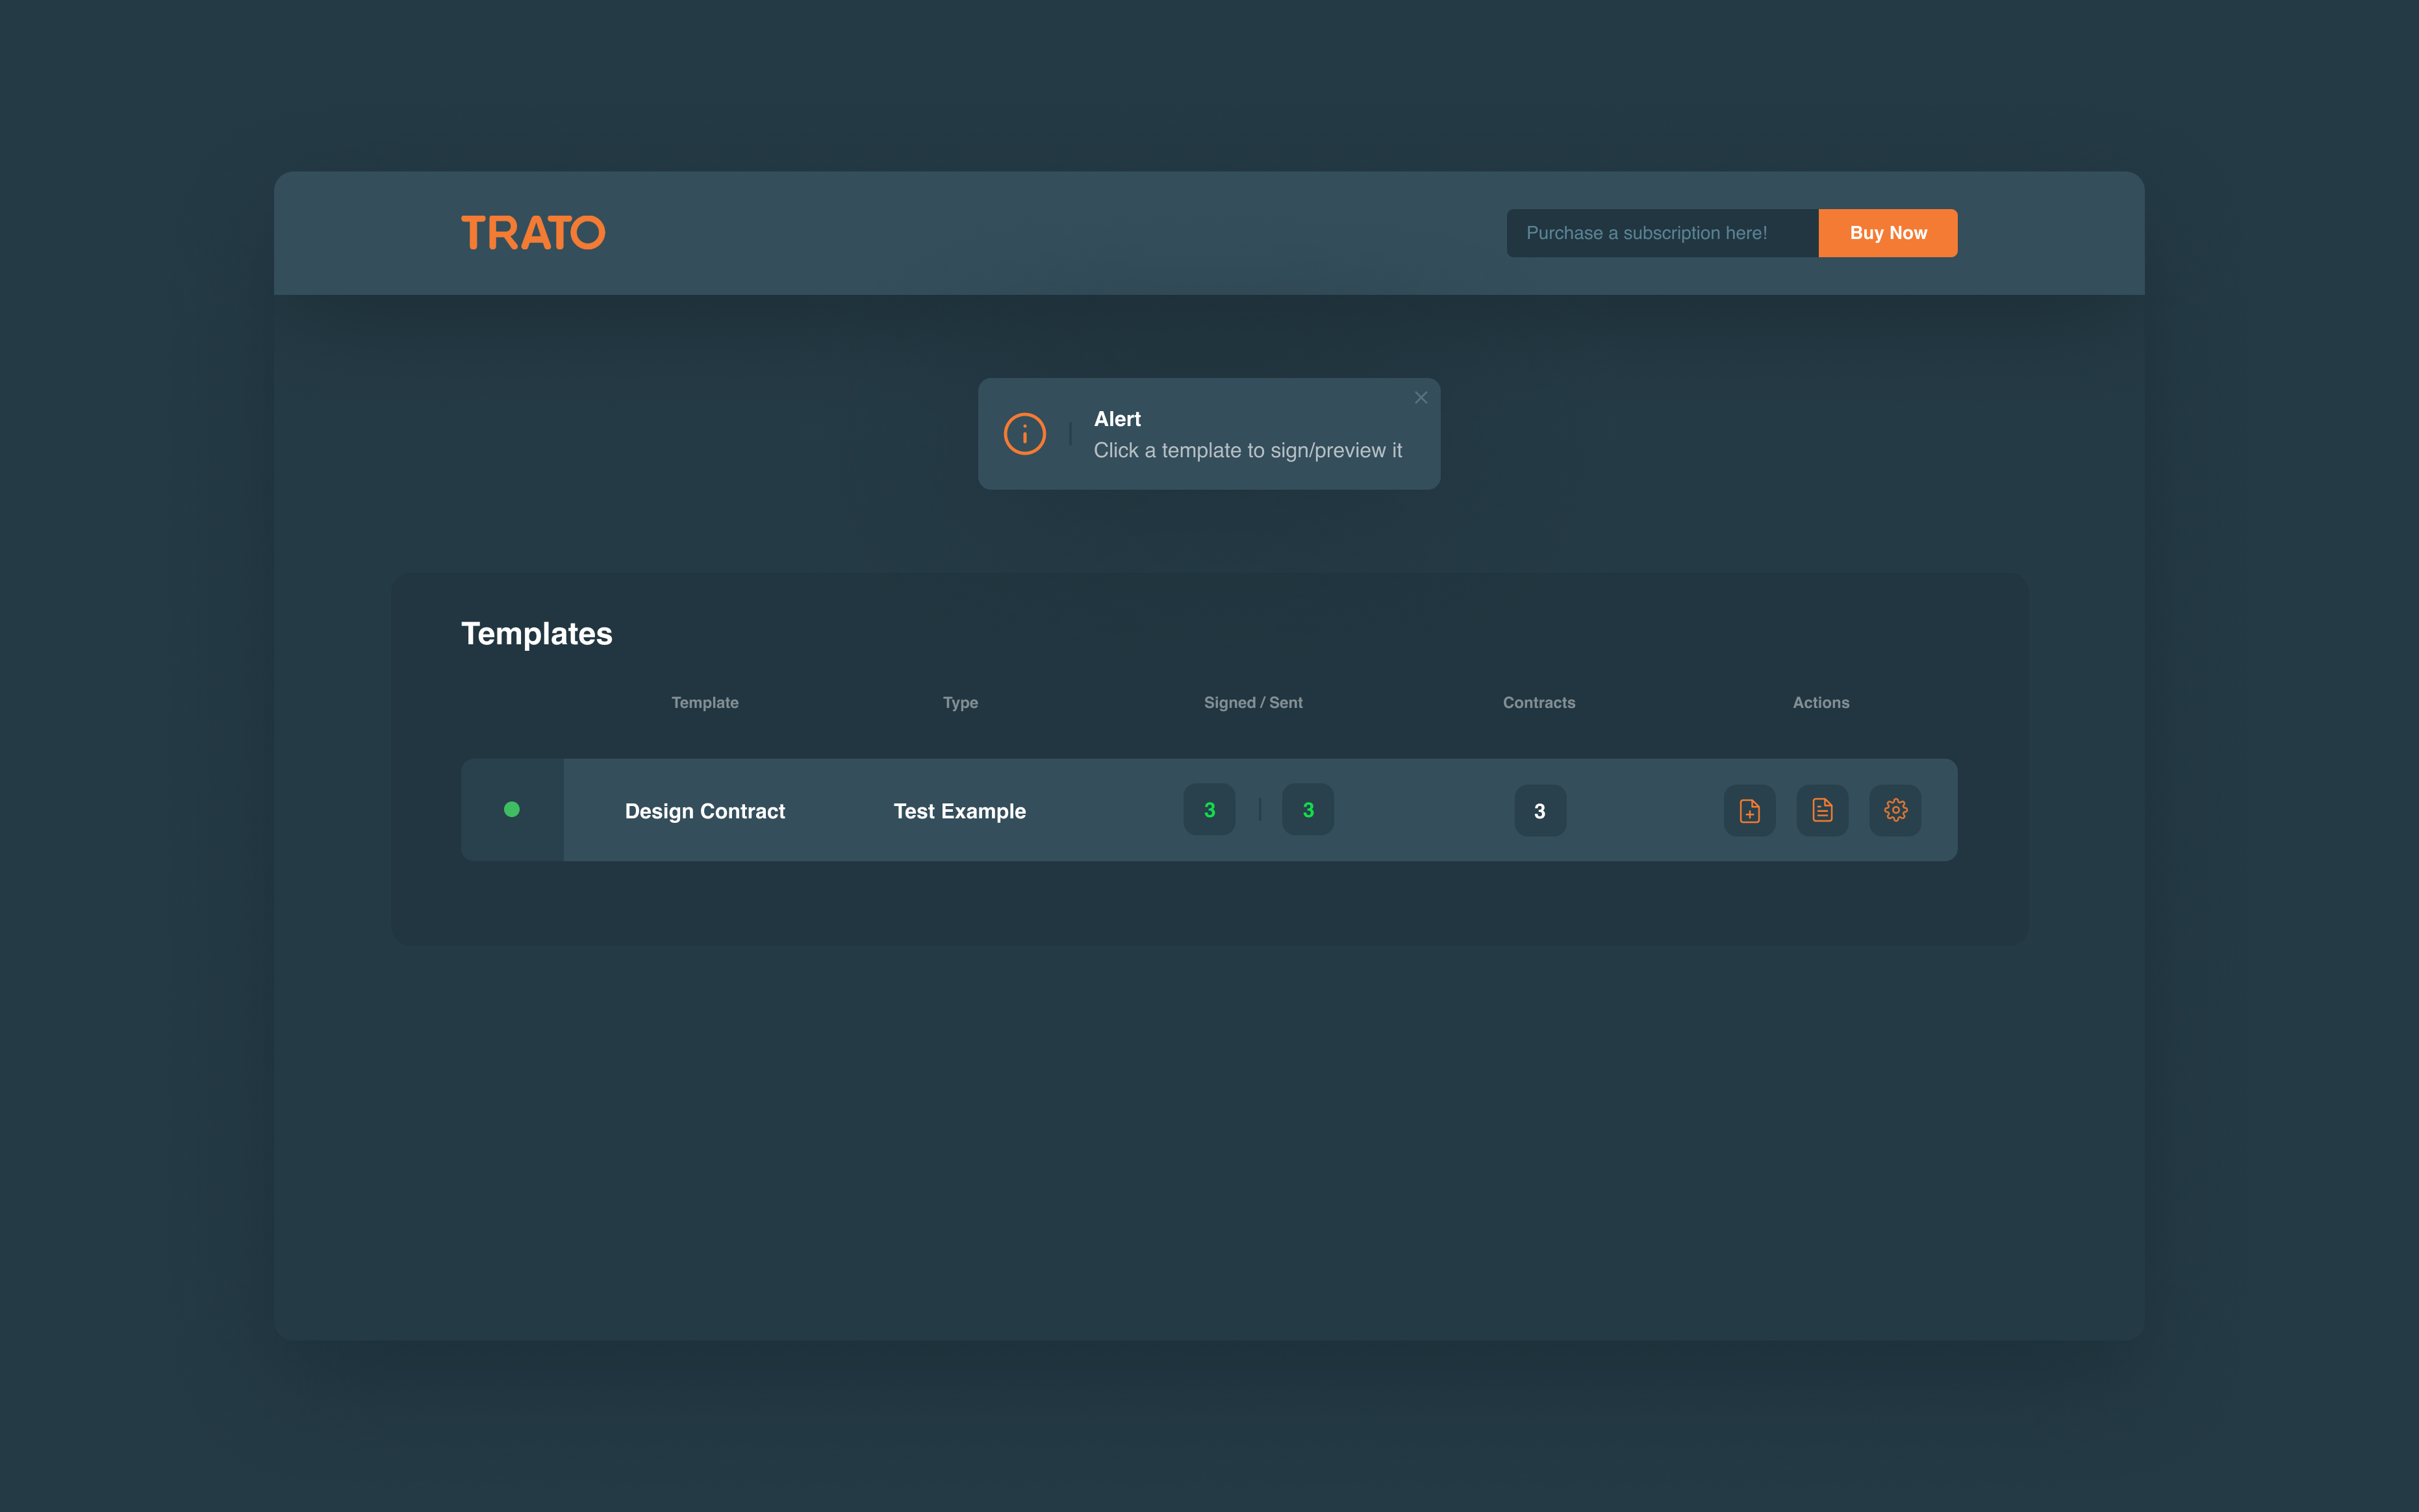 TRATO
Purchase a subscription here!
Buy Now
Alert
Click a template to sign/preview it
Templates
Template
Type
Signed / Sent
Contracts
Actions
Design Contract
Test Example
3
3
3